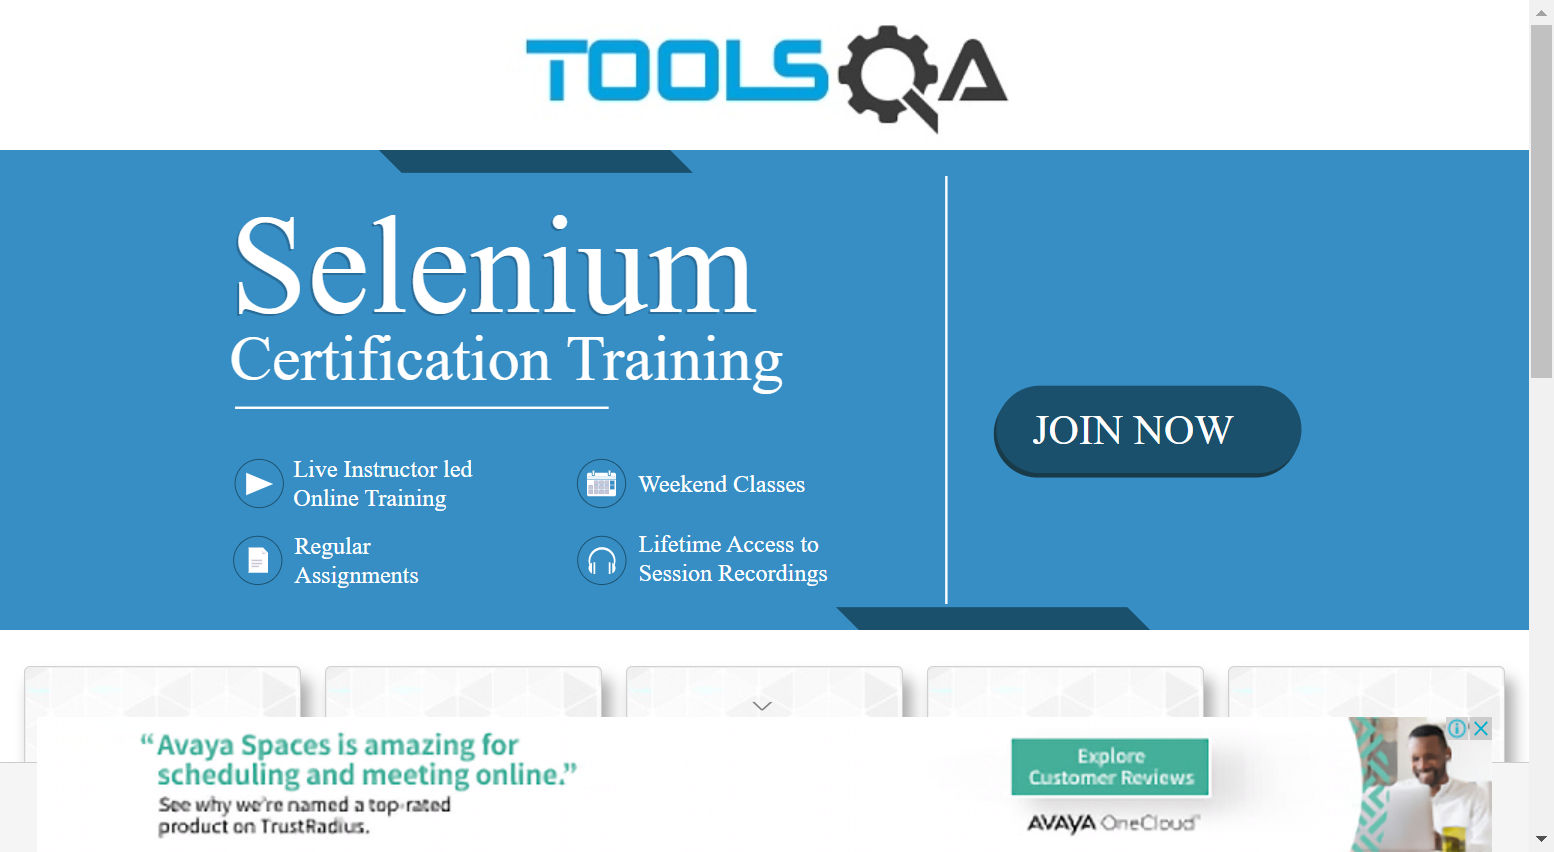 TOOLSQA
Selenium
Certification Training
Live Instructor led
Online Training
Weekend Classes
Regular
Assignments
Lifetime Access to
Session Recordings
JOIN NOW
“Avaya Spaces is amazing for
scheduling and meeting online.”
See why we're named a top-rated
product on TrustRadius.
Explore
Customer Reviews
AVAYA OneCloud™